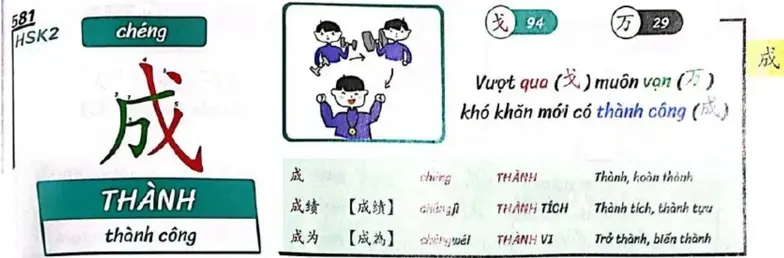 581
HSK2
chéng
成
THÀNH
thành công
戈 94
万 29
Vượt qua (戈) muôn vạn (万)
khó khăn mới có thành công (成)
成
成 chéng THÀNH Thành, hoàn thành
成绩 【成績】 chéngjì THÀNH TÍCH Thành tích, thành tựu
成为 【成為】 chéngwéi THÀNH VI Trở thành, biến thành